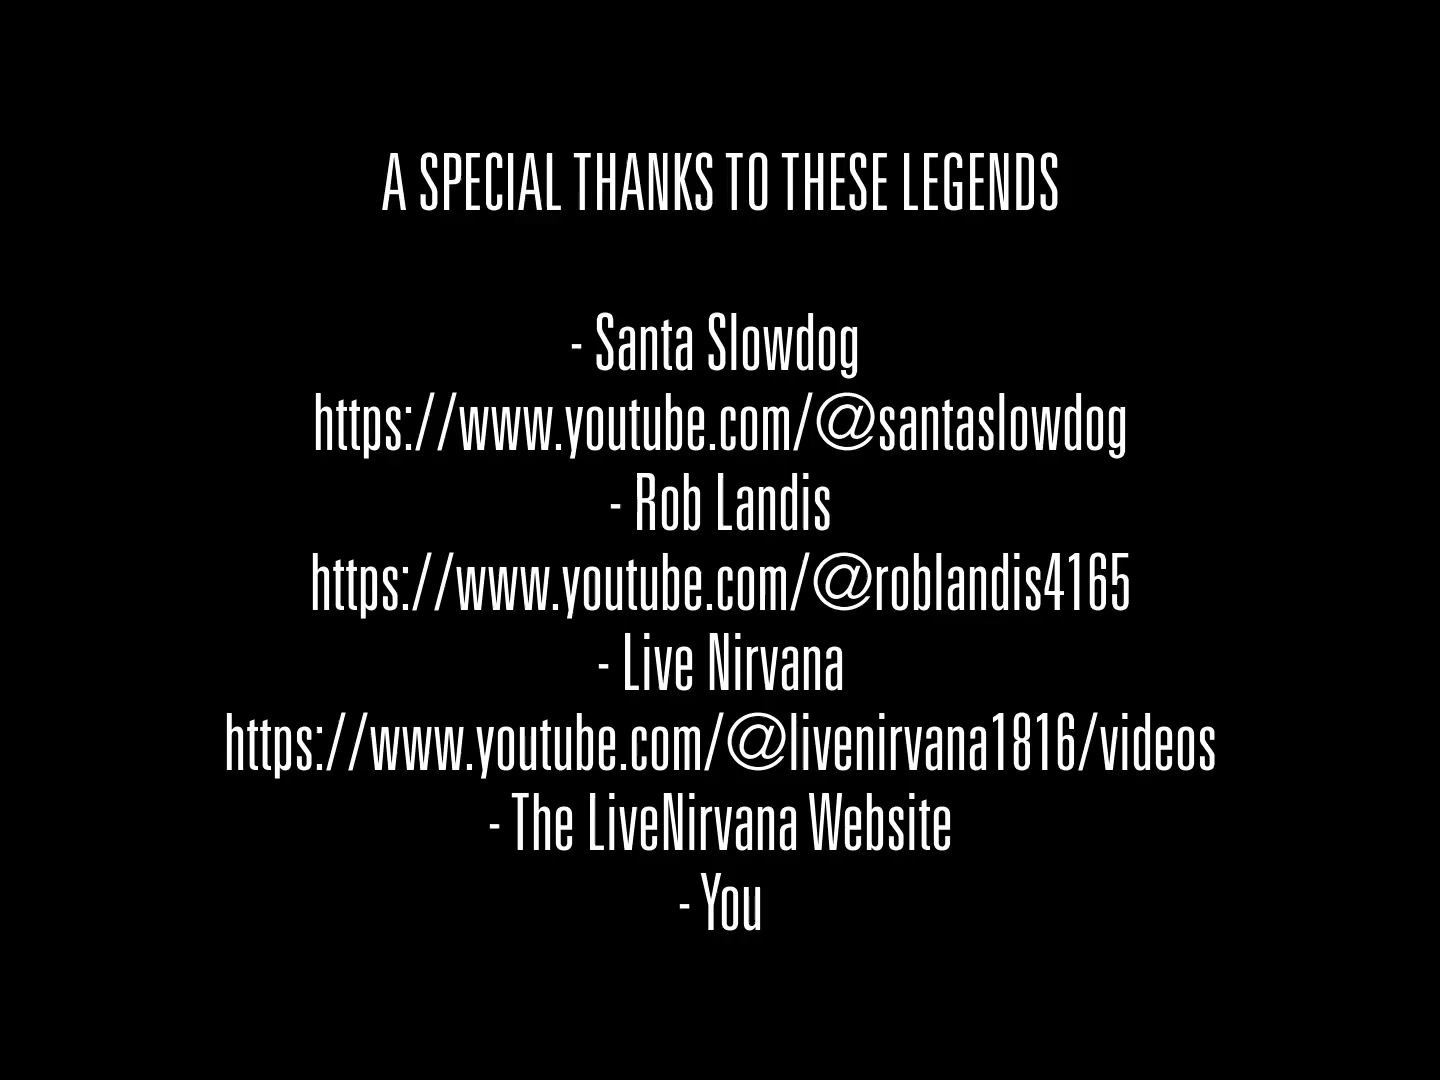 A SPECIAL THANKS TO THESE LEGENDS
- Santa Slowdog
https://www.youtube.com/@santaslowdog
- Rob Landis
https://www.youtube.com/@roblandis4165
- Live Nirvana
https://www.youtube.com/@livenirvana1816/videos
- The LiveNirvana Website
- You